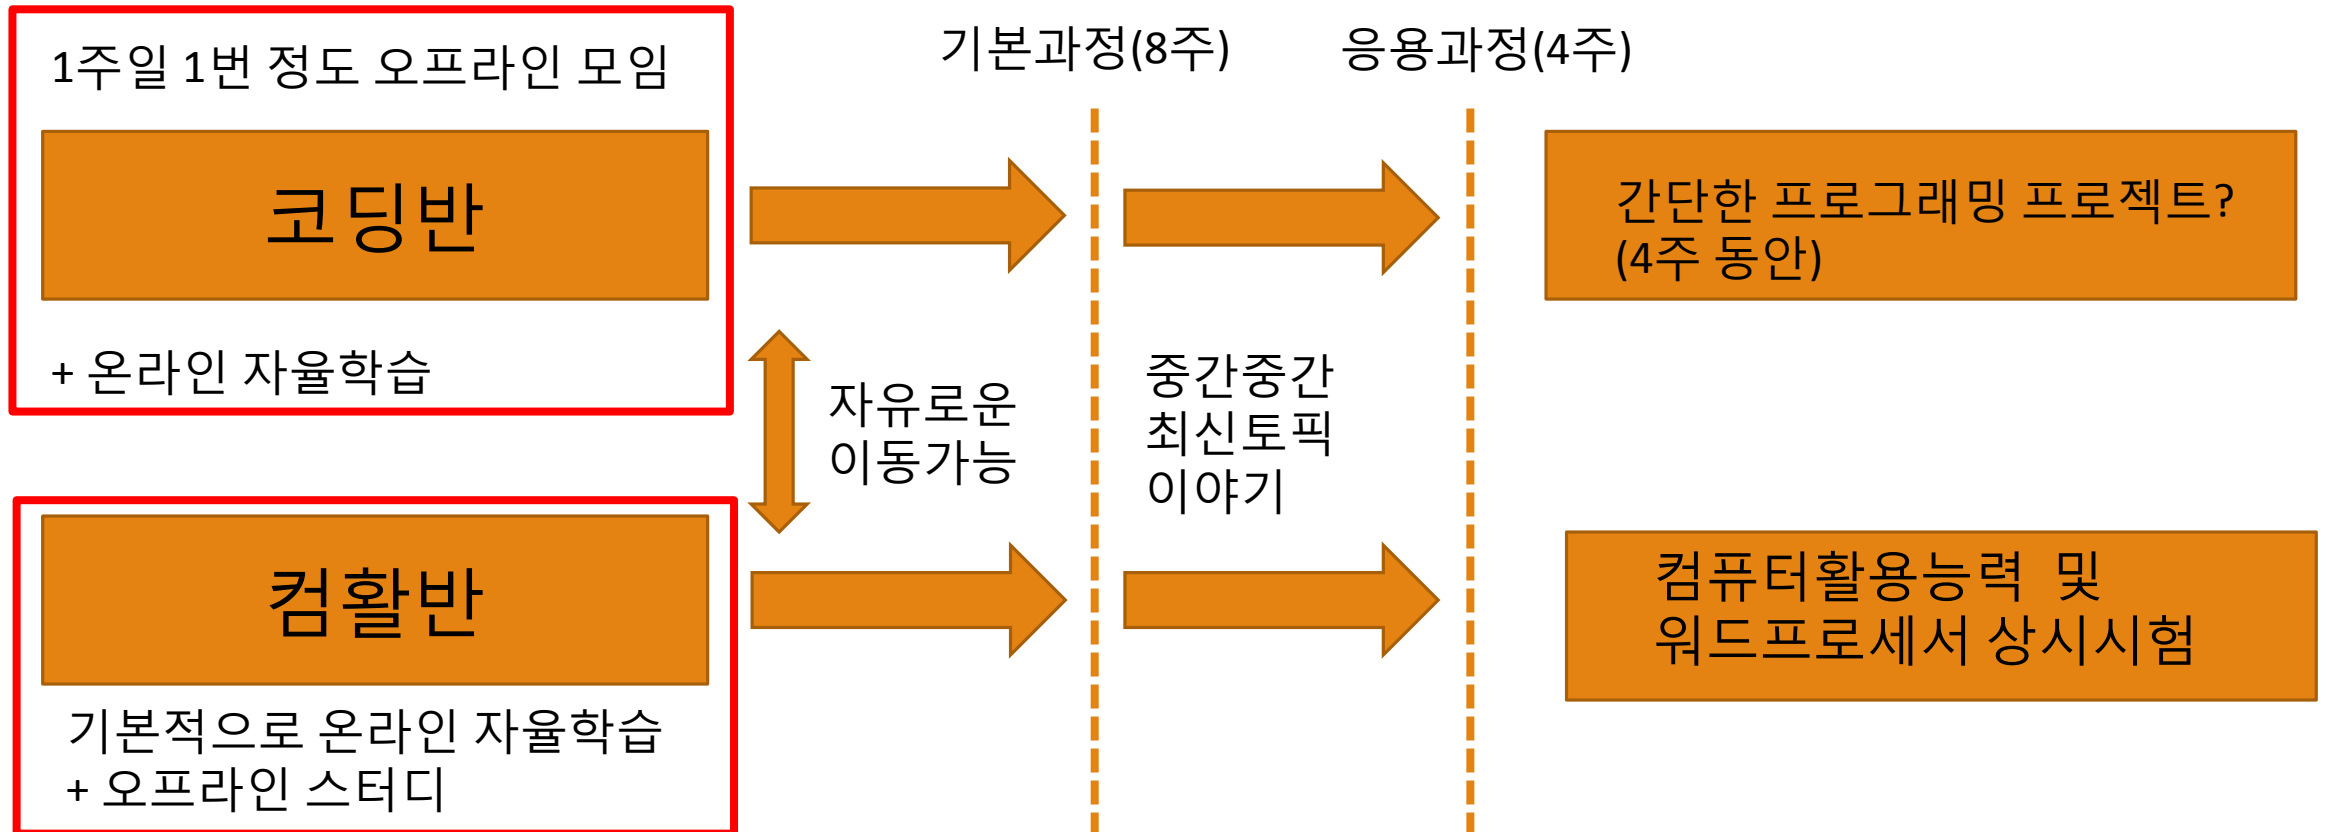 1주일 1번 정도 오프라인 모임
코딩반
+ 온라인 자율학습
기본과정(8주)
응용과정(4주)
간단한 프로그래밍 프로젝트?
(4주 동안)
자유로운
이동가능
중간중간
최신토픽
이야기
컴활반
기본적으로 온라인 자율학습
+ 오프라인 스터디
컴퓨터활용능력 및
워드프로세서 상시시험